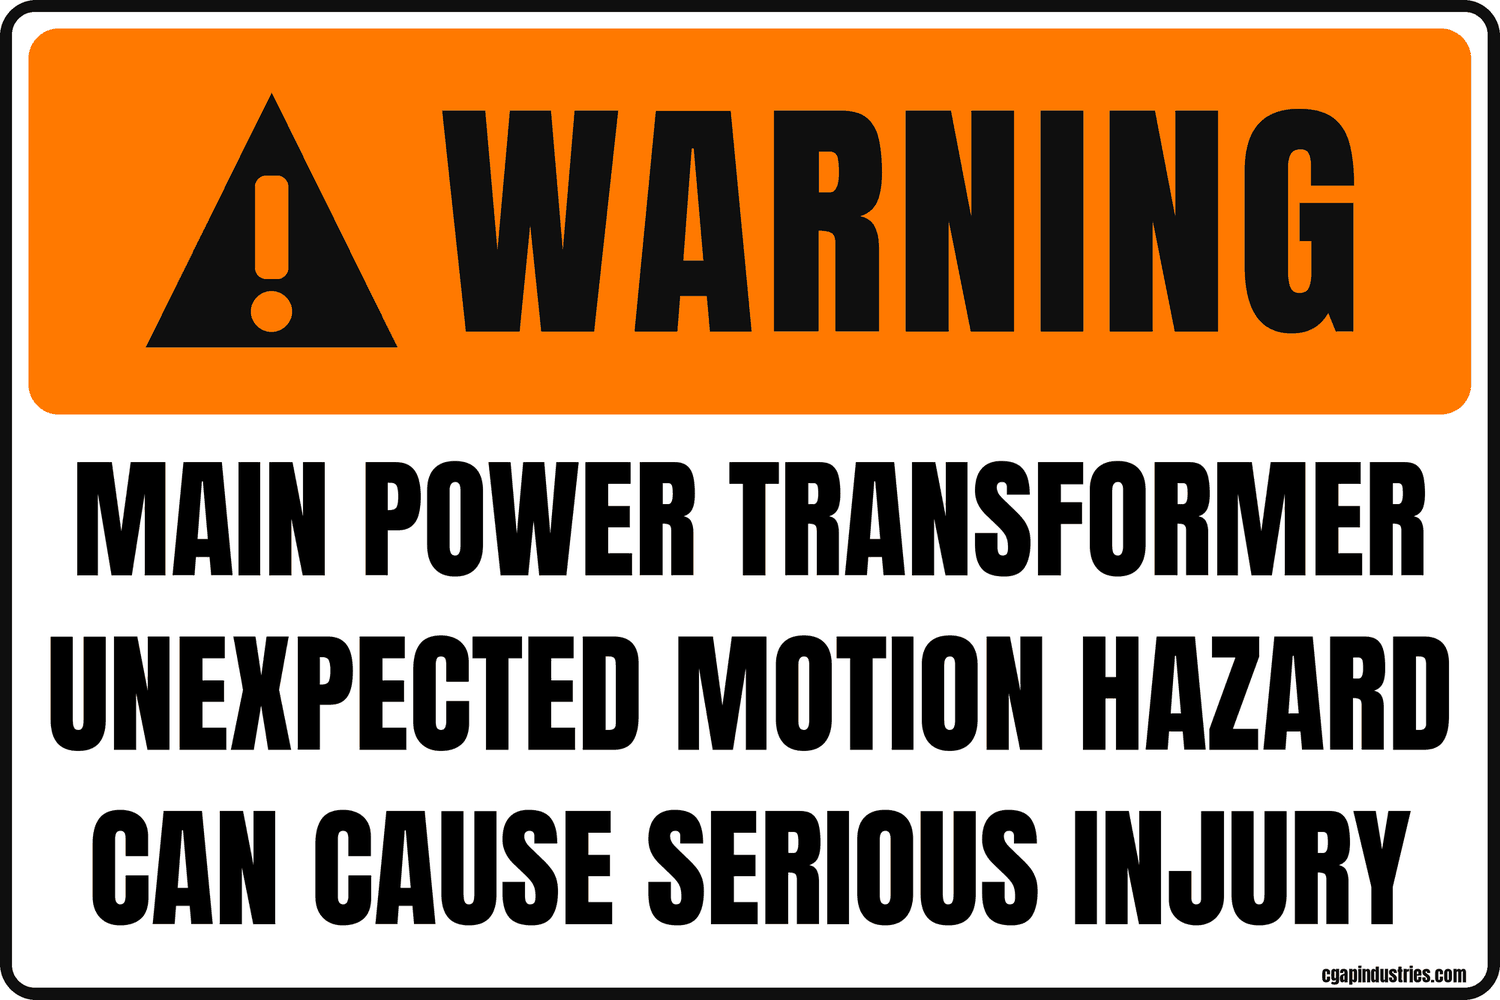 WARNING
MAIN POWER TRANSFORMER
UNEXPECTED MOTION HAZARD
CAN CAUSE SERIOUS INJURY
cgapindustries.com